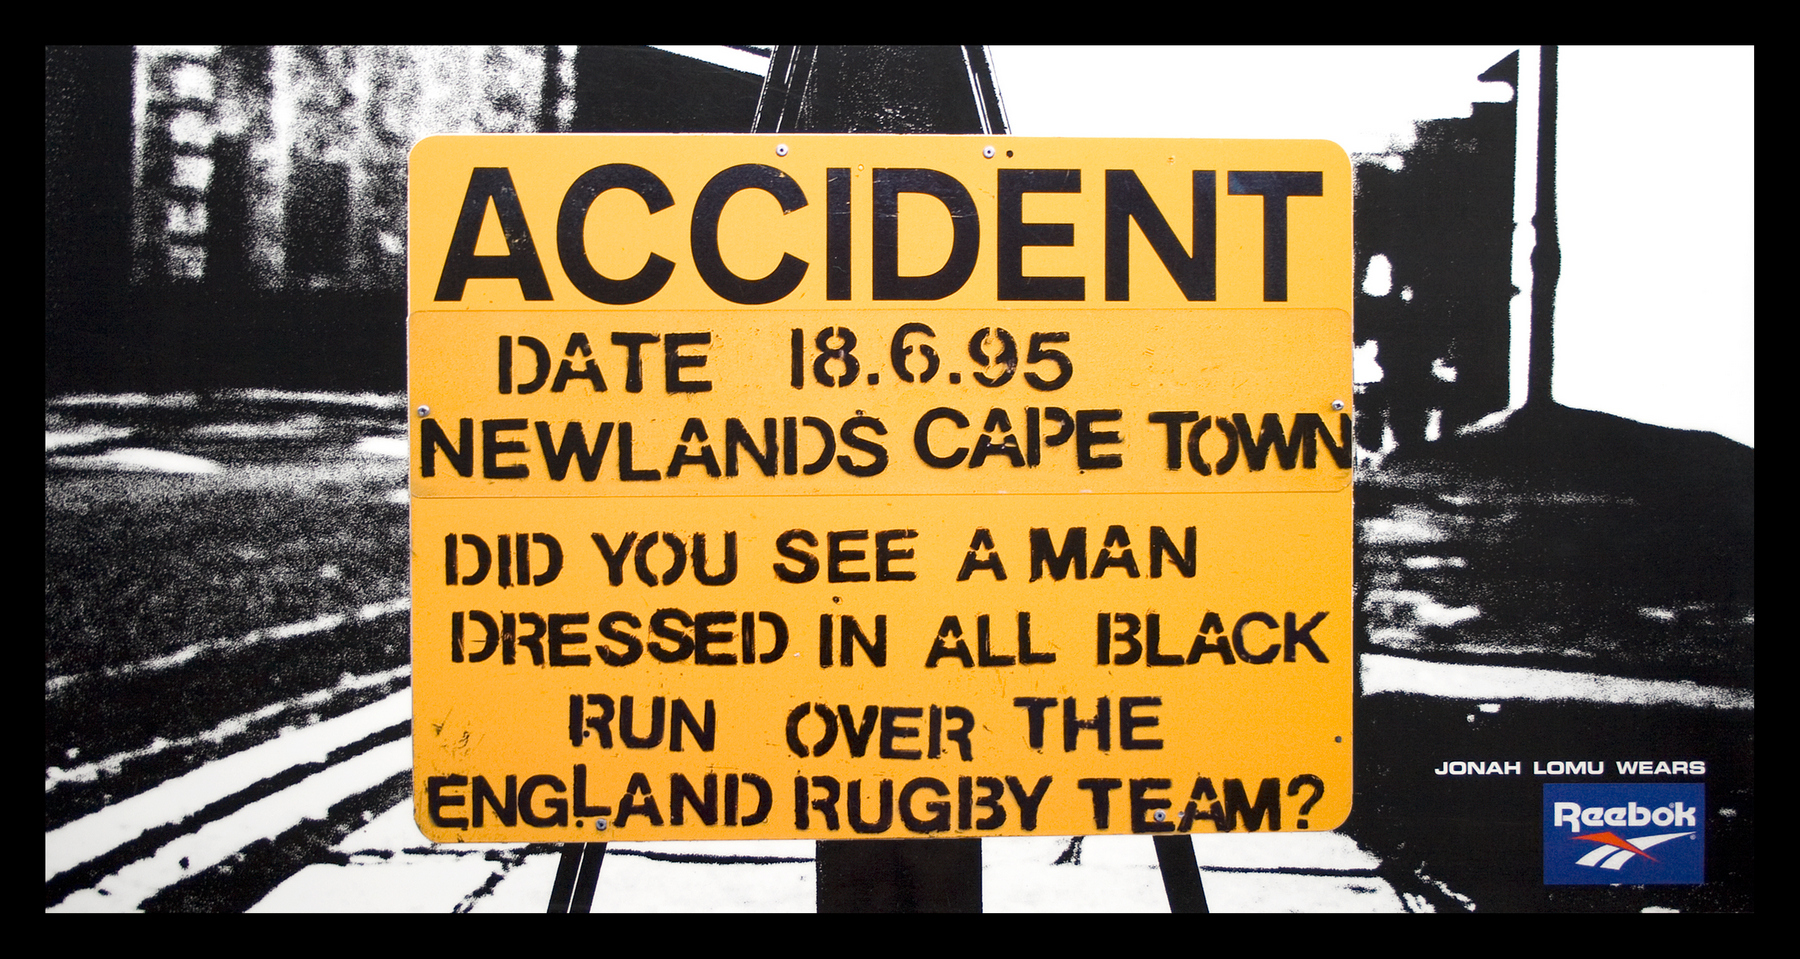 ACCIDENT
DATE 18.6.95
NEWLANDS CAPE TOWN
DID YOU SEE A MAN
DRESSED IN ALL BLACK
RUN OVER THE
ENGLAND RUGBY TEAM?
JONAH LOMU WEARS
Reebok